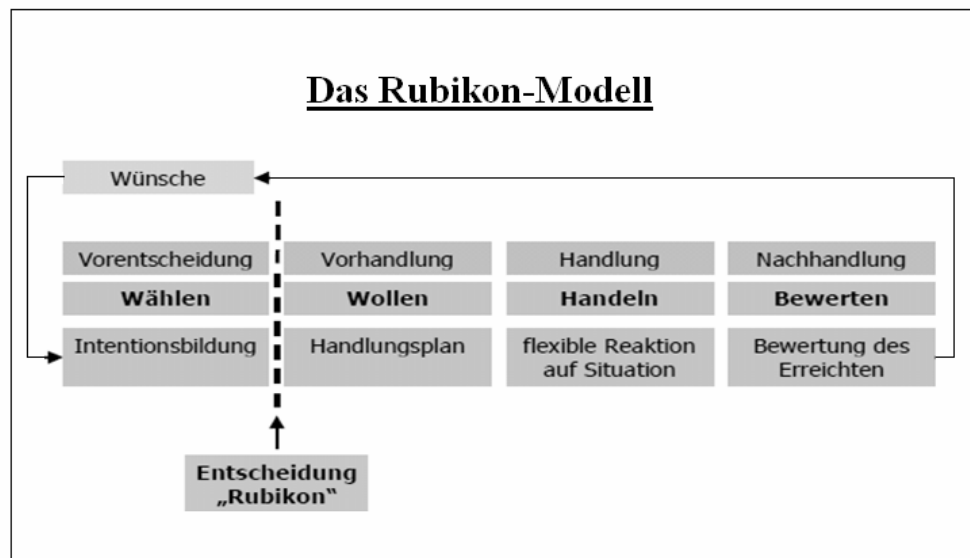 Das Rubikon-Modell
Wünsche
Vorentscheidung
Vorhandlung
Handlung
Nachhandlung
Wählen
Wollen
Handeln
Bewerten
Intentionsbildung
Handlungsplan
flexible Reaktion
auf Situation
Bewertung des
Erreichten
Entscheidung
„Rubikon“